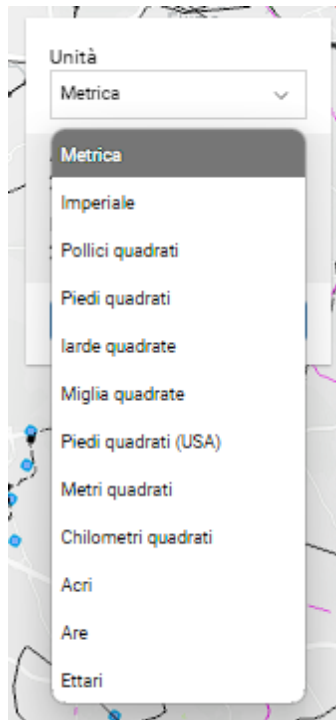 Unità
Metrica
Metrica
Imperiale
Pollici quadrati
Piedi quadrati
Iarde quadrate
Miglia quadrate
Piedi quadrati (USA)
Metri quadrati
Chilometri quadrati
Acri
Are
Ettari